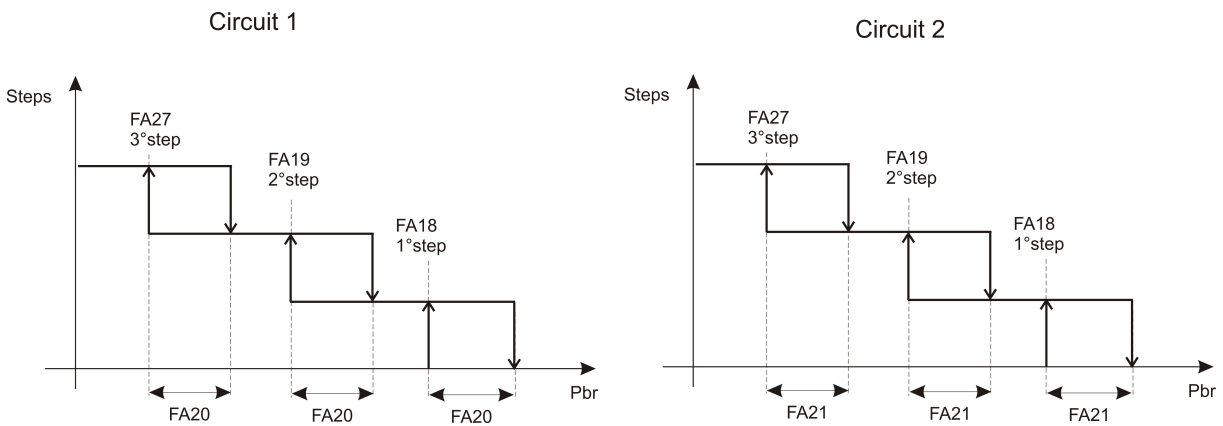 Circuit 1
Steps
FA27
3°step
FA19
2°step
FA18
1°step
Pbr
FA20
FA20
FA20
Circuit 2
Steps
FA27
3°step
FA19
2°step
FA18
1°step
Pbr
FA21
FA21
FA21